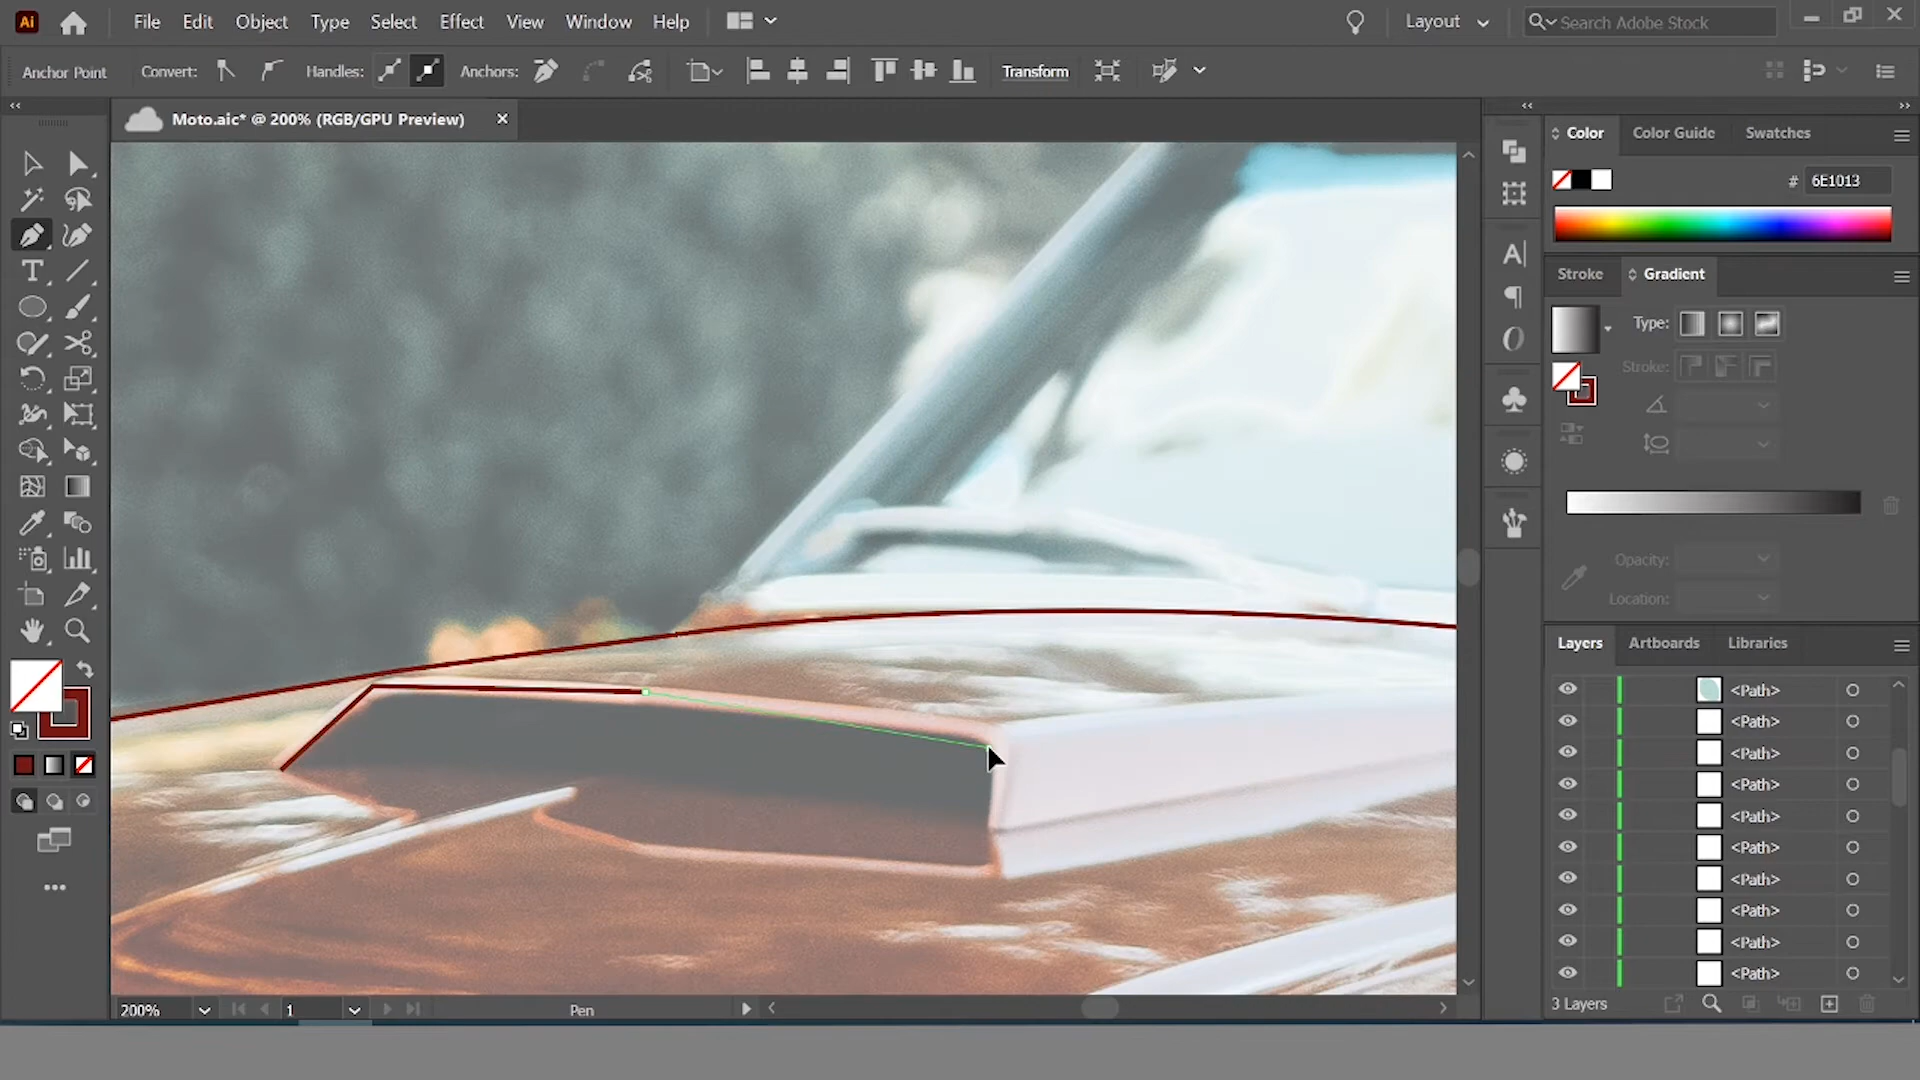 Ai File Edit Object Type Select Effect View Window Help Layout Search Adobe Stock
Anchor Point Convert: Handles: Anchors: Transform
Moto.aic* @ 200% (RGB/GPU Preview)
Color Color Guide Swatches
# 6E1013
Stroke Gradient
Type:
Stroke:
Opacity:
Location:
Layers Artboards Libraries
<Path>
<Path>
<Path>
<Path>
<Path>
<Path>
<Path>
<Path>
<Path>
<Path>
3 Layers
200% 1 Pen